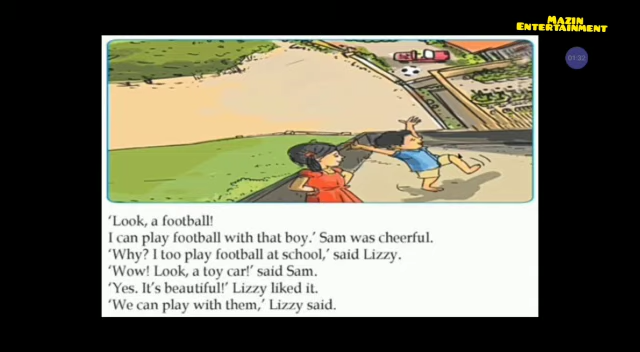 MAZIN
ENTERTAINMENT
01:32
‘Look, a football!
I can play football with that boy.’ Sam was cheerful.
‘Why? I too play football at school,’ said Lizzy.
‘Wow! Look, a toy car!’ said Sam.
‘Yes. It’s beautiful!’ Lizzy liked it.
‘We can play with them,’ Lizzy said.